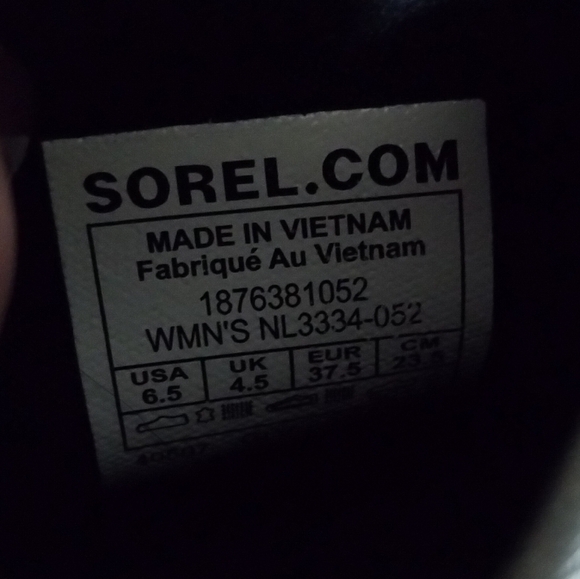 SOREL.COM
MADE IN VIETNAM
Fabriqué Au Vietnam
1876381052
WMN'S NL3334-052
USA UK EUR CM
6.5 4.5 37.5